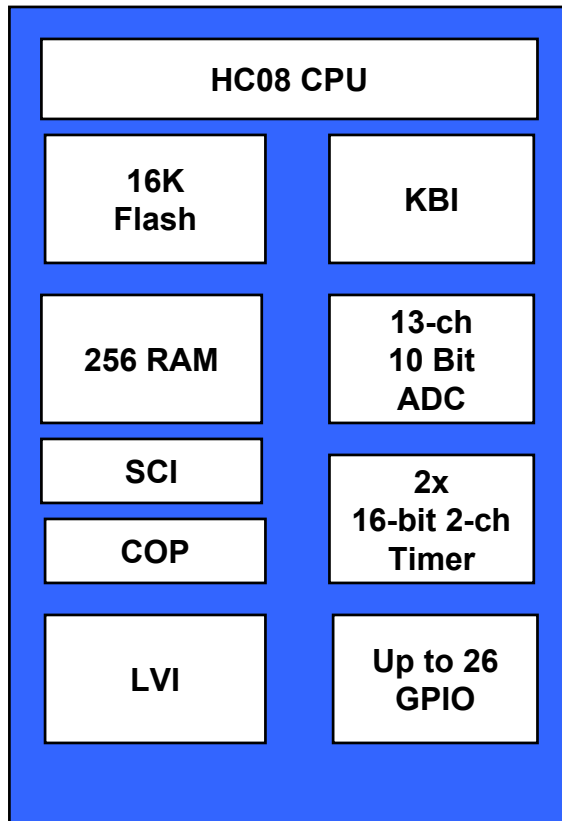 HC08 CPU
16K
Flash
KBI
256 RAM
13-ch
10 Bit
ADC
SCI
COP
2x
16-bit 2-ch
Timer
LVI
Up to 26
GPIO